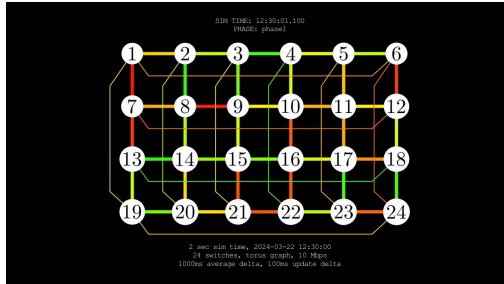 SIM TIME: 12:30:01.100
PHASE: phase1
1 2 3 4 5 6
7 8 9 10 11 12
13 14 15 16 17 18
19 20 21 22 23 24
2 sec sim time, 2024-03-22 12:30:00
24 switches, torus graph, 10 Mbps
1000ms average delta, 100ms update delta